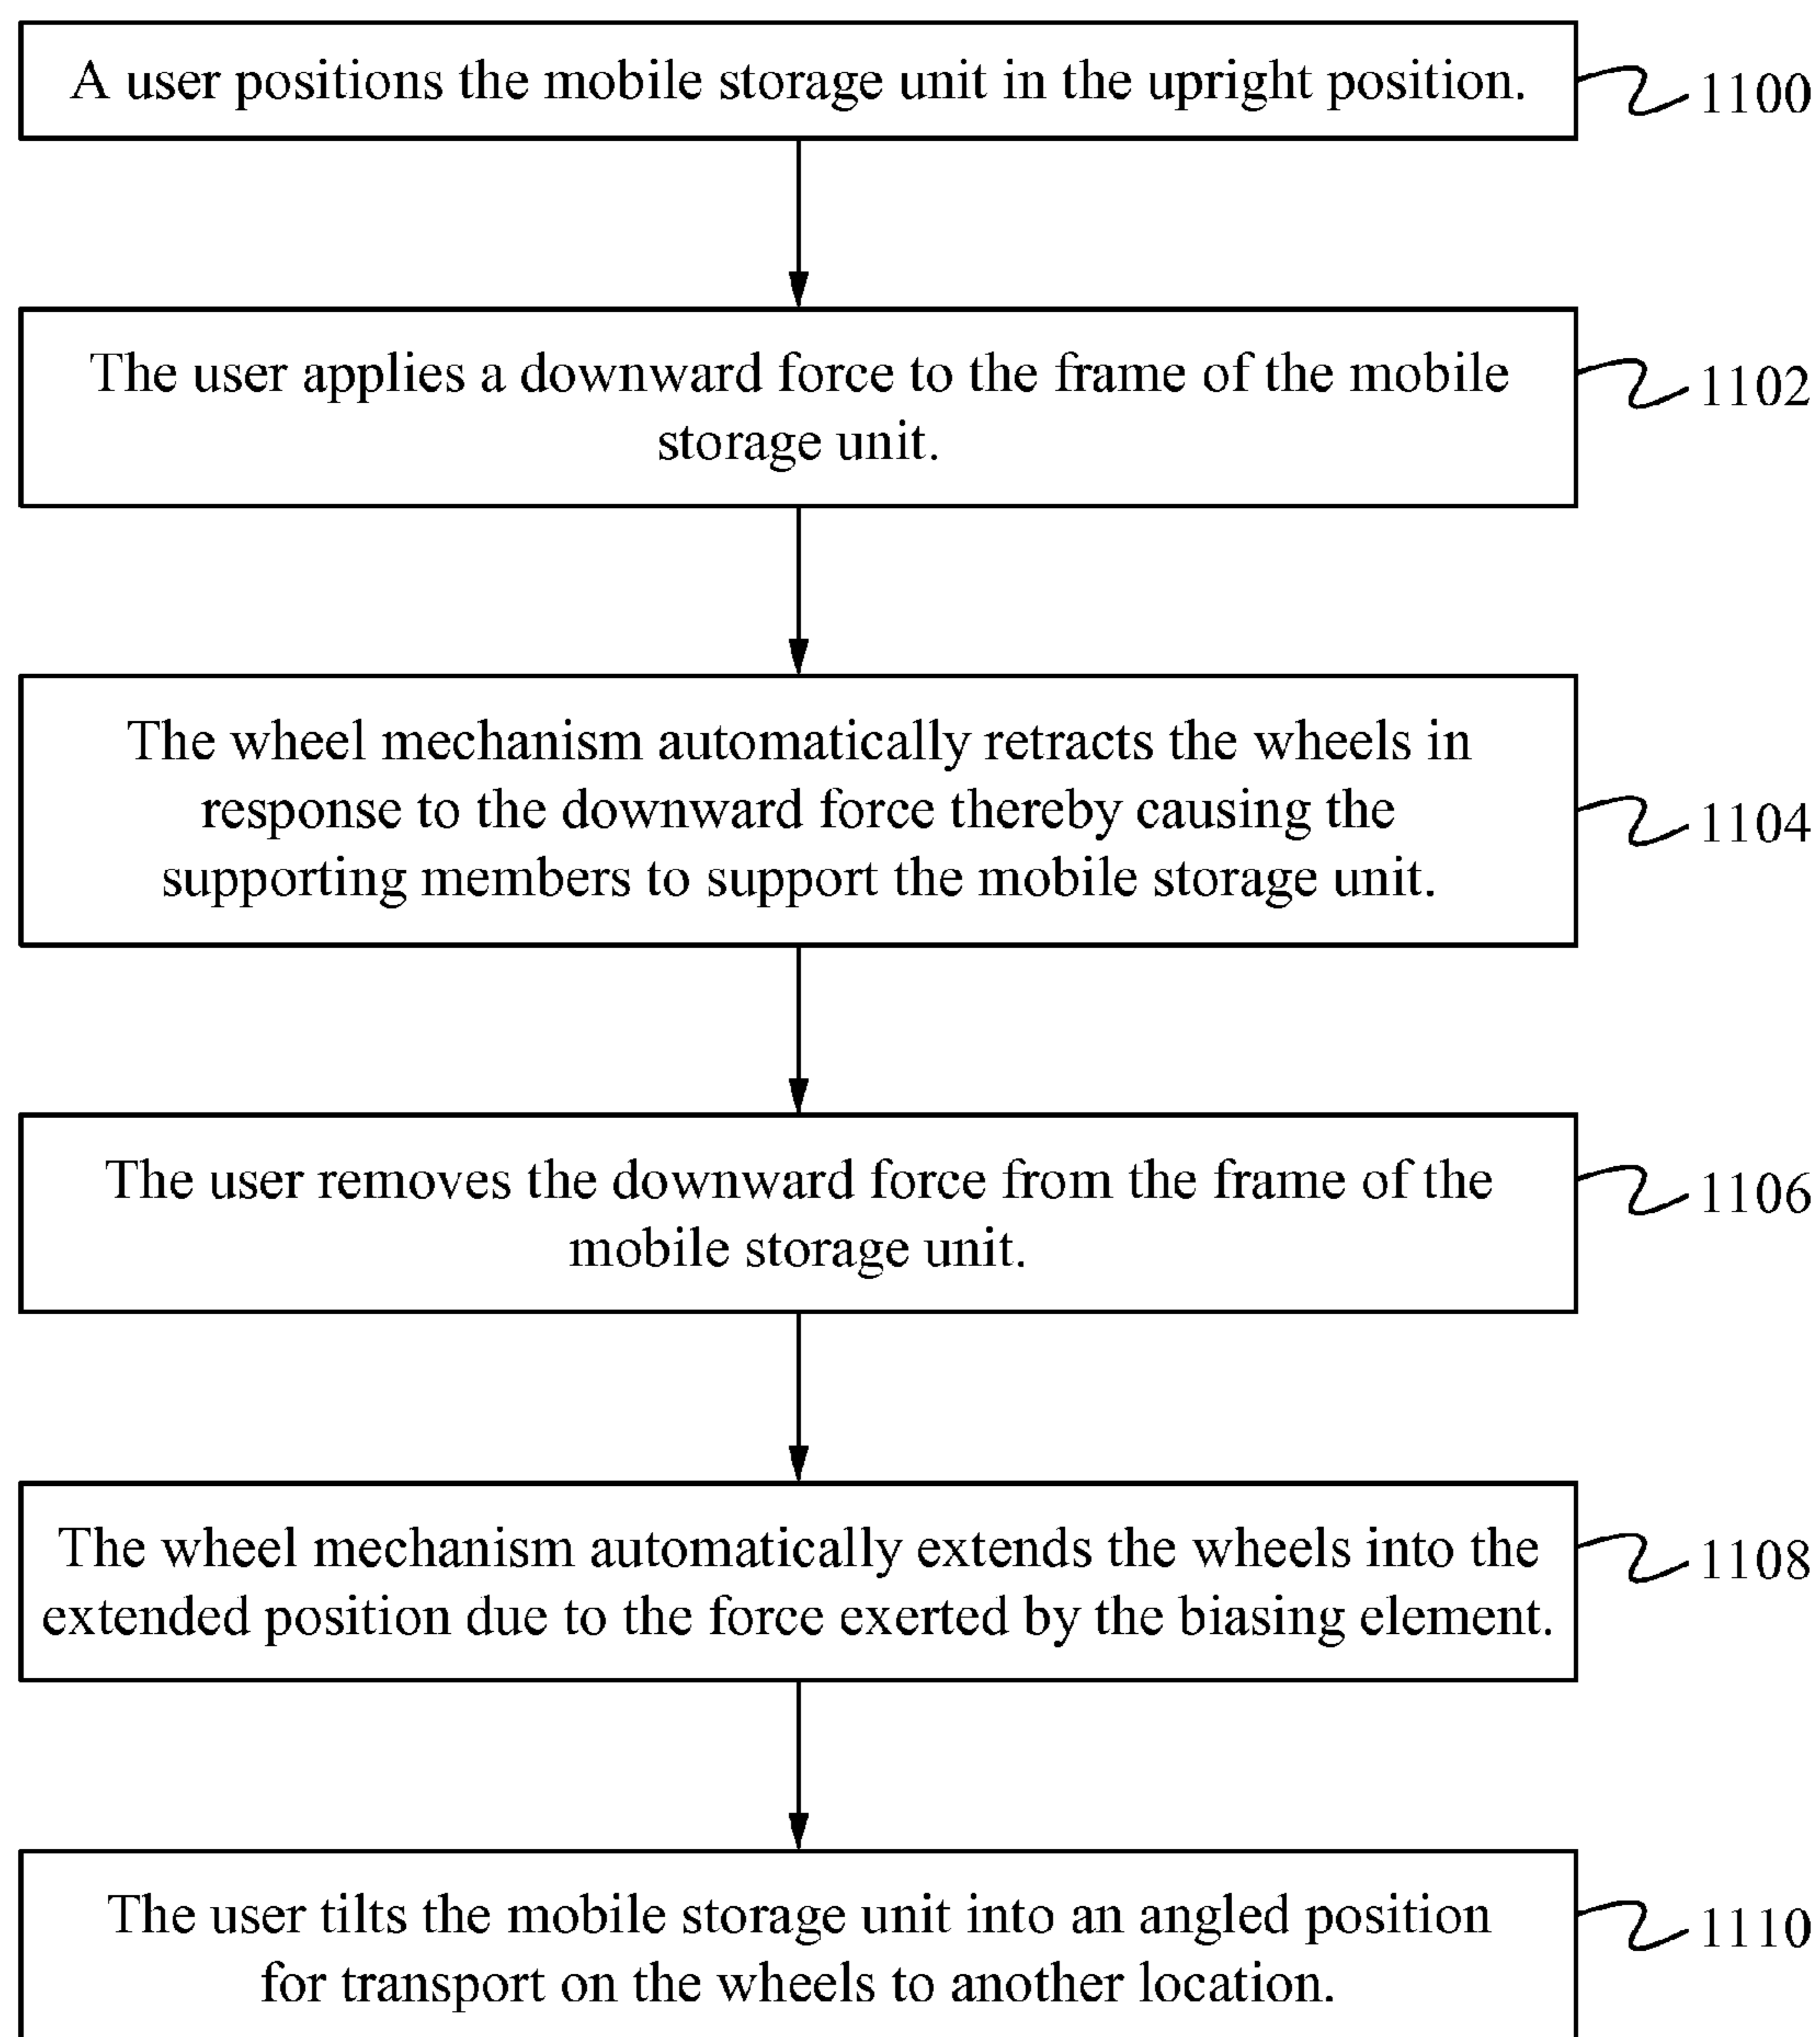 A user positions the mobile storage unit in the upright position.
1100
The user applies a downward force to the frame of the mobile
storage unit.
1102
The wheel mechanism automatically retracts the wheels in
response to the downward force thereby causing the
supporting members to support the mobile storage unit.
1104
The user removes the downward force from the frame of the
mobile storage unit.
1106
The wheel mechanism automatically extends the wheels into the
extended position due to the force exerted by the biasing element.
1108
The user tilts the mobile storage unit into an angled position
for transport on the wheels to another location.
1110